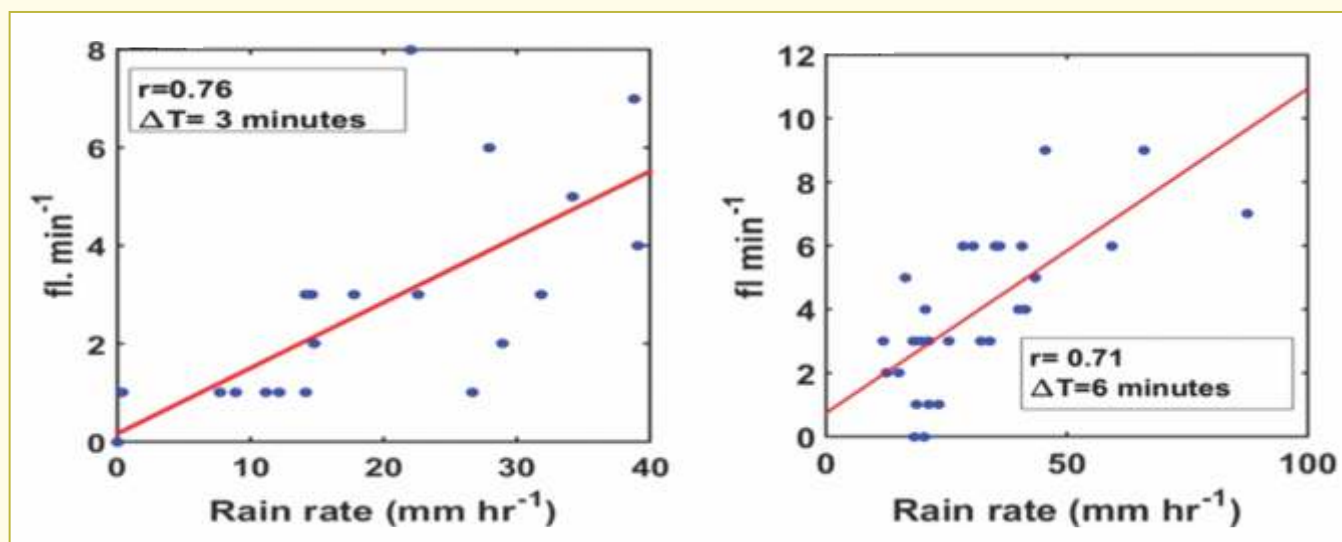 8
6
4
2
0
fl. min⁻¹
r=0.76
ΔT= 3 minutes
0
10
20
30
40
Rain rate (mm hr⁻¹)
12
10
8
6
4
2
0
fl min⁻¹
r= 0.71
ΔT=6 minutes
0
50
100
Rain rate (mm hr⁻¹)